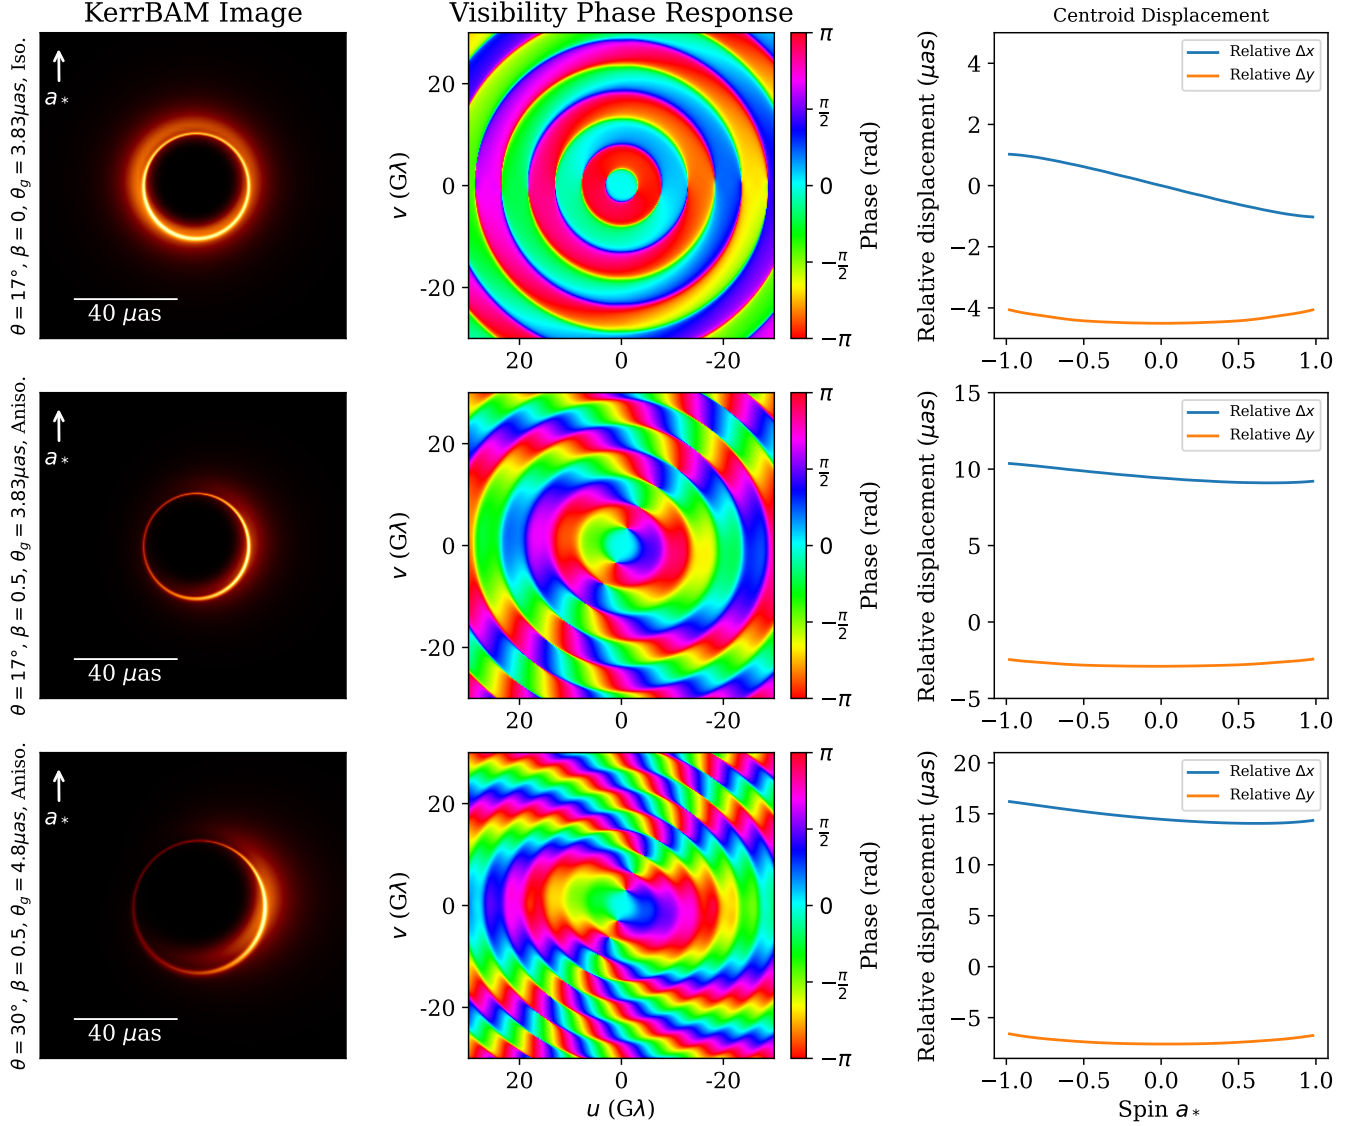 KerrBAM Image
Visibility Phase Response
Centroid Displacement
θ = 17°, β = 0, θg = 3.83μas, Iso.
a*
40 μas
v (Gλ)
20
0
-20
20
0
-20
π
π/2
0
−π/2
−π
Phase (rad)
Relative displacement (μas)
4
2
0
−2
−4
Relative Δx
Relative Δy
−1.0
−0.5
0.0
0.5
1.0
θ = 17°, β = 0.5, θg = 3.83μas, Aniso.
a*
40 μas
v (Gλ)
20
0
-20
20
0
-20
π
π/2
0
−π/2
−π
Phase (rad)
Relative displacement (μas)
15
10
5
0
−5
Relative Δx
Relative Δy
−1.0
−0.5
0.0
0.5
1.0
θ = 30°, β = 0.5, θg = 4.8μas, Aniso.
a*
40 μas
v (Gλ)
20
0
-20
20
0
-20
u (Gλ)
π
π/2
0
−π/2
−π
Phase (rad)
Relative displacement (μas)
20
15
10
5
0
−5
Relative Δx
Relative Δy
−1.0
−0.5
0.0
0.5
1.0
Spin a*